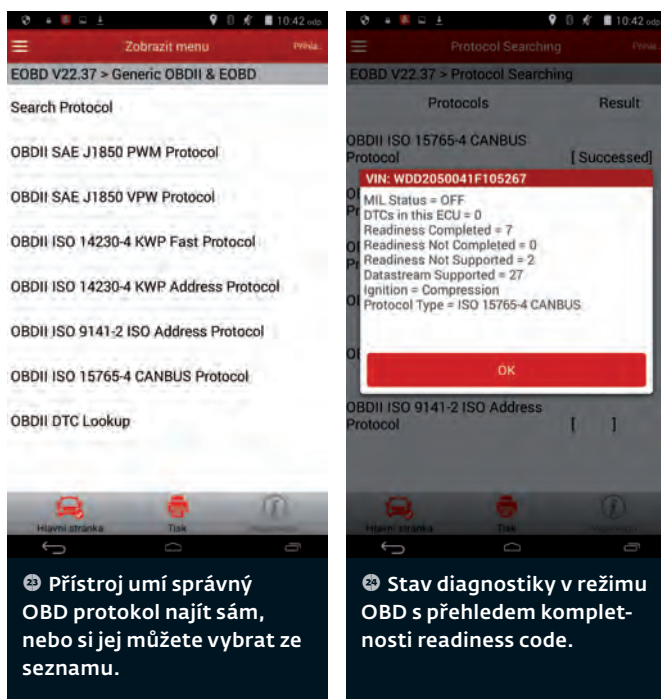 10:42 odp
Zobrazit menu
EOBD V22.37 > Generic OBDII & EOBD
Search Protocol
OBDII SAE J1850 PWM Protocol
OBDII SAE J1850 VPW Protocol
OBDII ISO 14230-4 KWP Fast Protocol
OBDII ISO 14230-4 KWP Address Protocol
OBDII ISO 9141-2 ISO Address Protocol
OBDII ISO 15765-4 CANBUS Protocol
OBDII DTC Lookup
Hlavní stránka Tisk
23 Přístroj umí správný
OBD protokol najít sám,
nebo si jej můžete vybrat ze
seznamu.
10:42 odp
Protocol Searching
EOBD V22.37 > Protocol Searching
Protocols Result
OBDII ISO 15765-4 CANBUS
Protocol [ Successed]
VIN: WDD2050041F105267
MIL Status = OFF
DTCs in this ECU = 0
Readiness Completed = 7
Readiness Not Completed = 0
Readiness Not Supported = 2
Datastream Supported = 27
Ignition = Compression
Protocol Type = ISO 15765-4 CANBUS
OK
OBDII ISO 9141-2 ISO Address
Protocol [ ]
Hlavní stránka Tisk
24 Stav diagnostiky v režimu
OBD s přehledem komplet-
nosti readiness code.